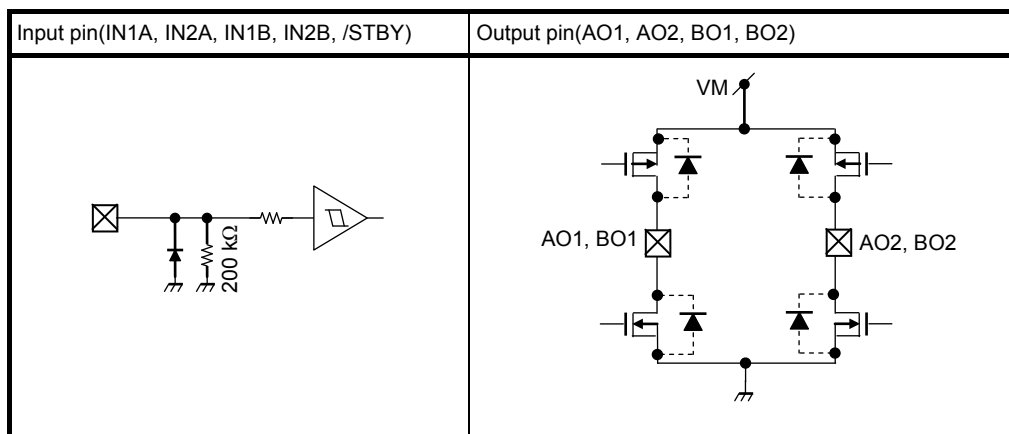 Input pin(IN1A, IN2A, IN1B, IN2B, /STBY)
Output pin(AO1, AO2, BO1, BO2)
200 kΩ
VM
AO1, BO1
AO2, BO2